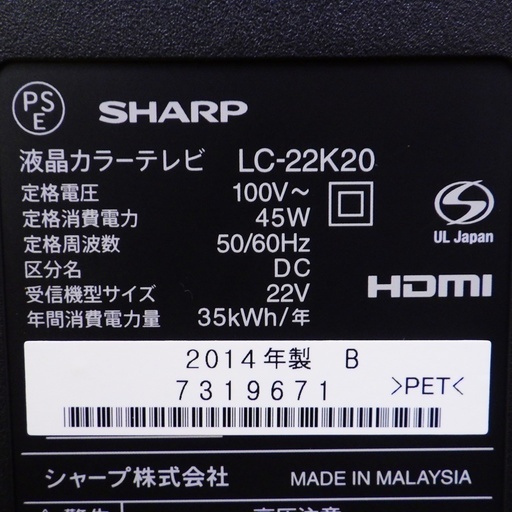 PS
E
SHARP
液晶カラーテレビ LC-22K20
定格電圧 100V～
定格消費電力 45W
定格周波数 50/60Hz
区分名 DC
受信機型サイズ 22V
年間消費電力量 35kWh/年
UL Japan
HDMI
2014年製 B
7319671 >PET<
シャープ株式会社 MADE IN MALAYSIA